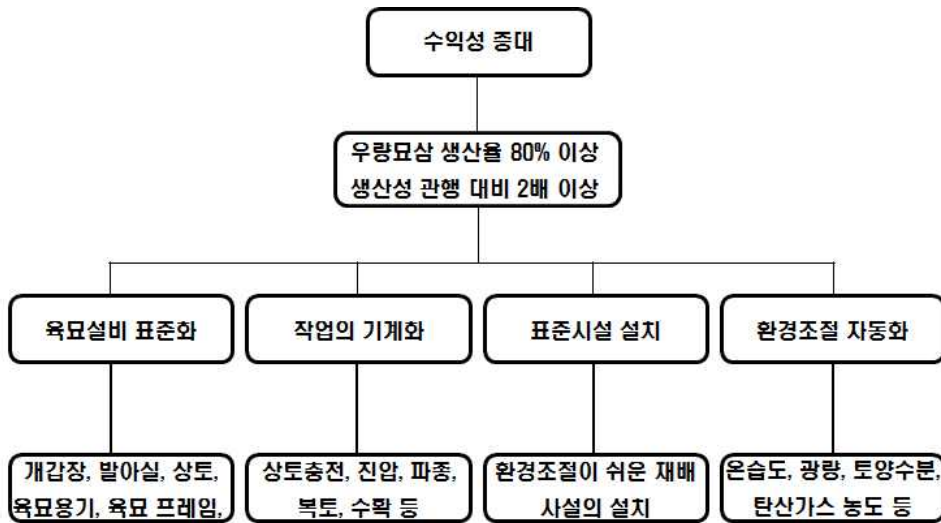 수익성 증대
우량묘삼 생산율 80% 이상
생산성 관행 대비 2배 이상
육묘설비 표준화
작업의 기계화
표준시설 설치
환경조절 자동화
개갑장, 발아실, 상토,
육묘용기, 육묘 프레임,
상토충전, 진압, 파종,
복토, 수확 등
환경조절이 쉬운 재배
사설의 설치
온습도, 광량, 토양수분,
탄산가스 농도 등